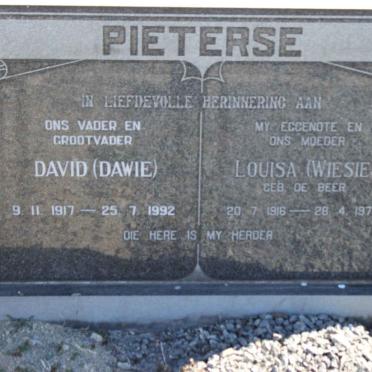 PIETERSE
IN LIEFDEVOLLE HERINNERING AAN
ONS VADER EN
GROOTVADER
DAVID (DAWIE)
9. 11. 1917 — 25. 7. 1992
MY EGGENOTE EN
ONS MOEDER
LOUISA (WIESIE
GEB. DE BEER
20. 7. 1916 — 28. 4. 197
DIE HERE IS MY HERDER